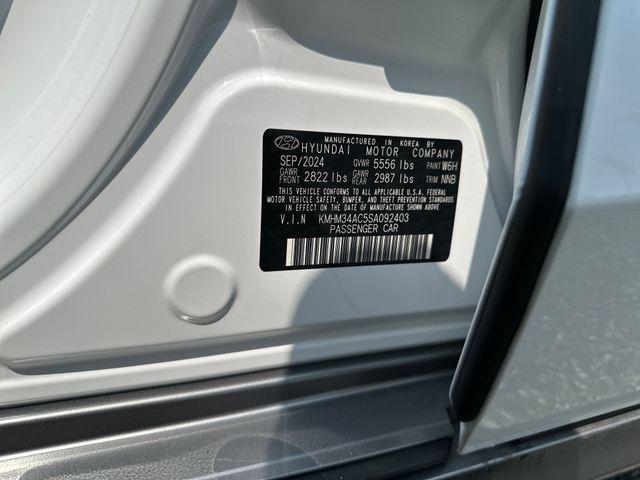 MANUFACTURED IN KOREA BY
HYUNDAI MOTOR COMPANY
SEP/2024 GVWR 5556 lbs PAINT W6H
GAWR FRONT 2822 lbs GAWR REAR 2987 lbs TRIM NNB
THIS VEHICLE CONFORMS TO ALL APPLICABLE U.S. FEDERAL
MOTOR VEHICLE SAFETY, BUMPER, AND THEFT PREVENTION
STANDARDS IN EFFECT ON THE DATE OF MANUFACTURE SHOWN ABOVE.
V.I.N KMHM34AC5SA092403
PASSENGER CAR